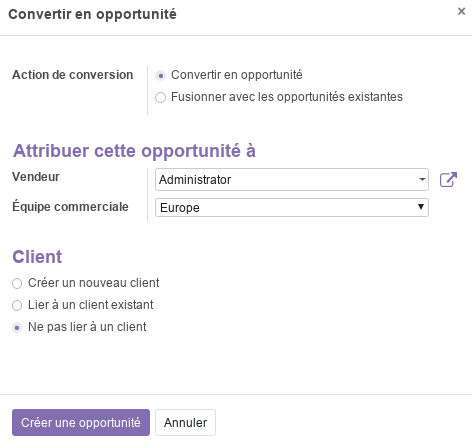 Convertir en opportunité ×
Action de conversion
Convertir en opportunité
Fusionner avec les opportunités existantes
Attribuer cette opportunité à
Vendeur
Administrator
Équipe commerciale
Europe
Client
Créer un nouveau client
Lier à un client existant
Ne pas lier à un client
Créer une opportunité
Annuler